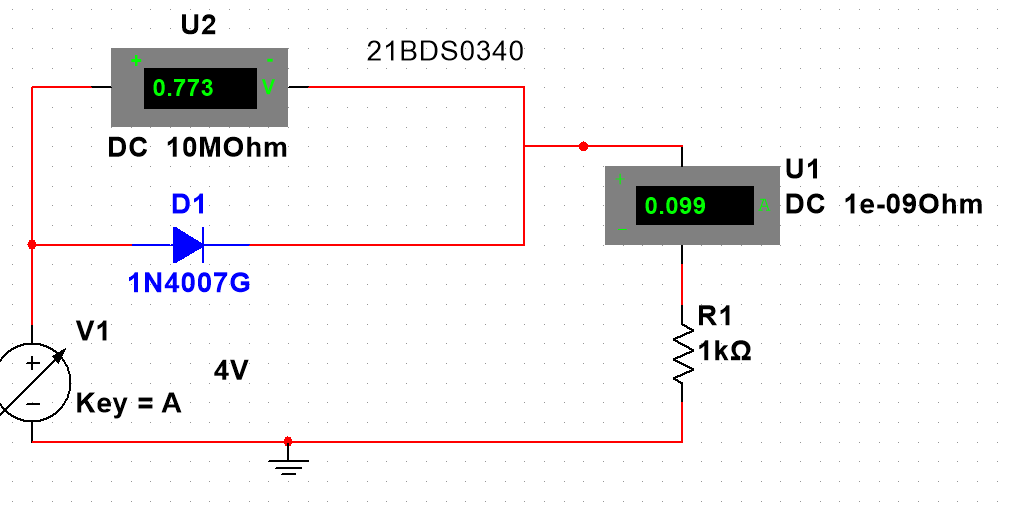 U2
21BDS0340
+ -
0.773 V
DC 10MOhm
U1
+
0.099 A
DC 1e-09Ohm
D1
1N4007G
V1
R1
1kΩ
4V
+
Key = A
−